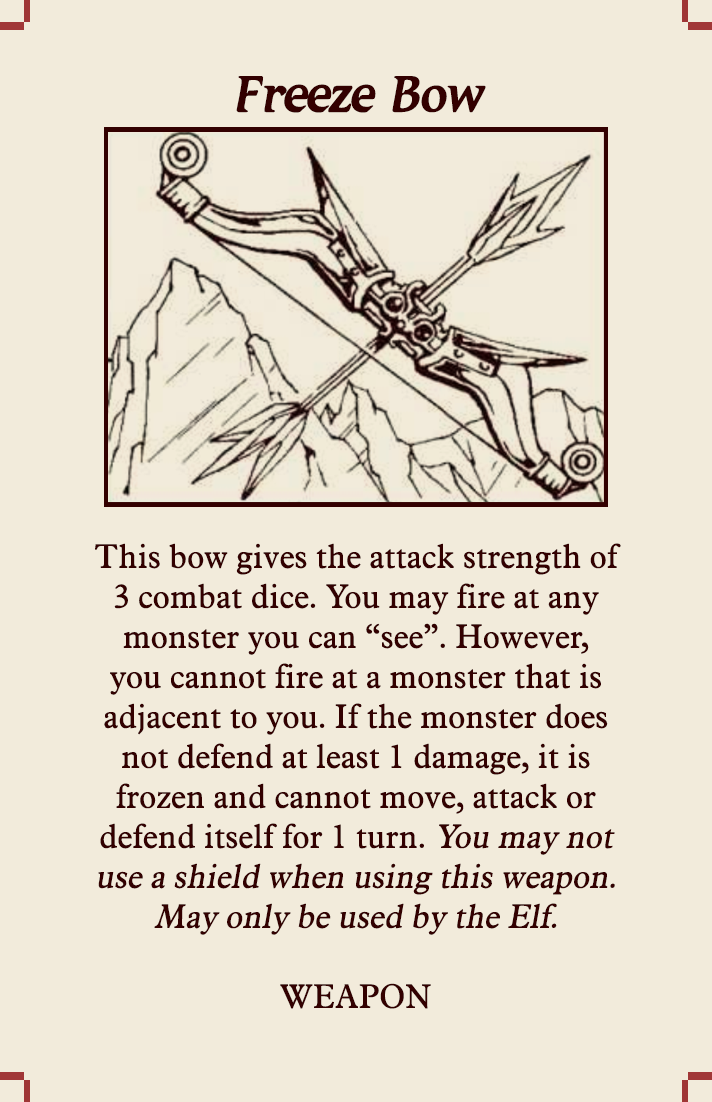 Freeze Bow
This bow gives the attack strength of
3 combat dice. You may fire at any
monster you can “see”. However,
you cannot fire at a monster that is
adjacent to you. If the monster does
not defend at least 1 damage, it is
frozen and cannot move, attack or
defend itself for 1 turn. You may not
use a shield when using this weapon.
May only be used by the Elf.
WEAPON